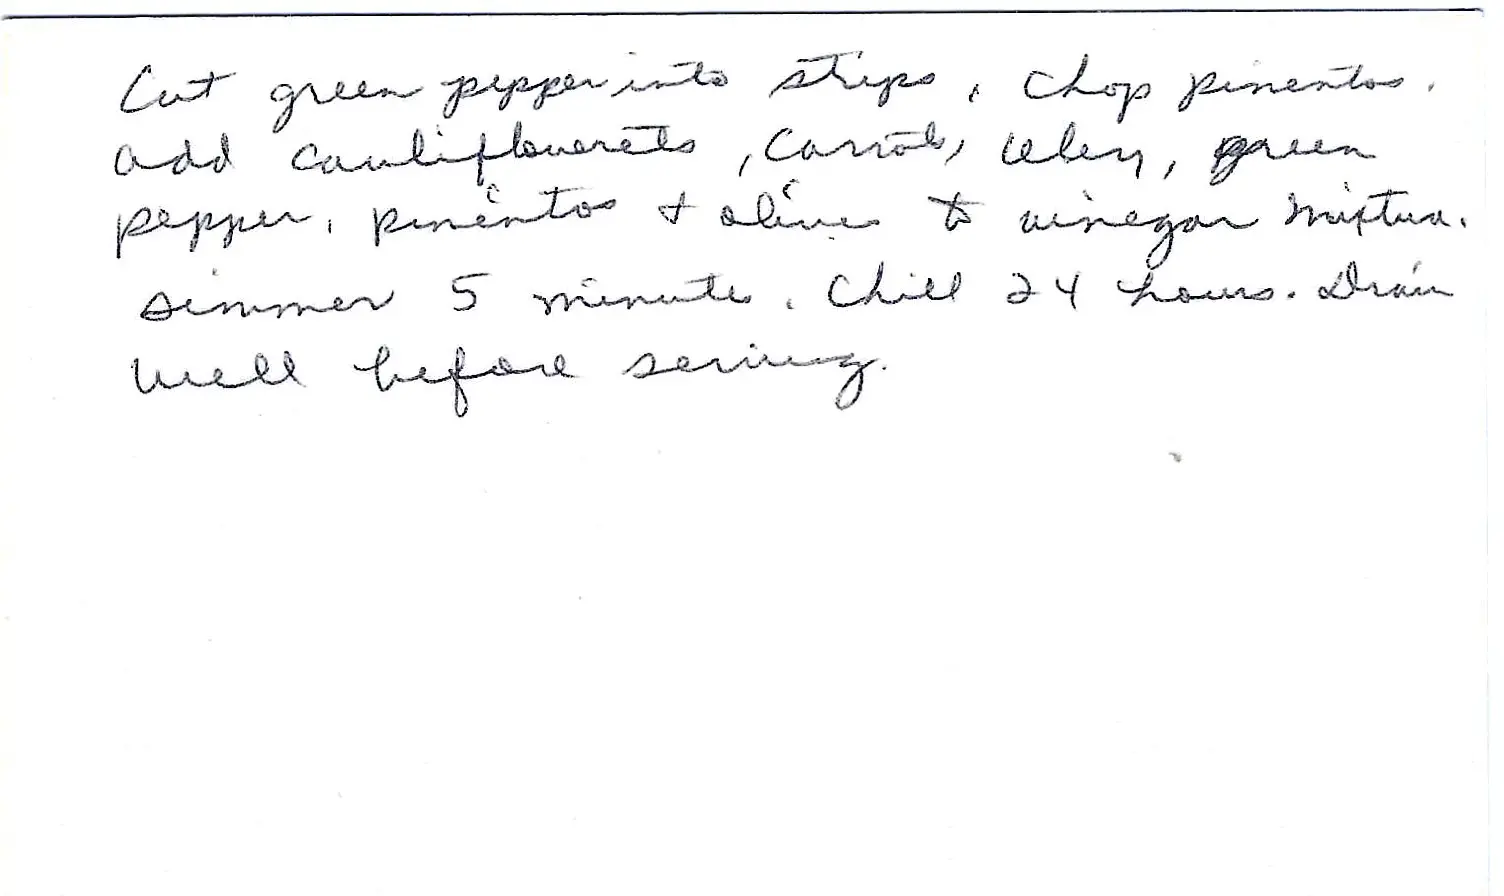 Cut green pepper into strips, Chop pimentos.
Add cauliflowerets, carrots, celery, green
pepper, pimentos + olives to vinegar mixture.
Simmer 5 minutes. Chill 24 hours. Drain
well before serving.